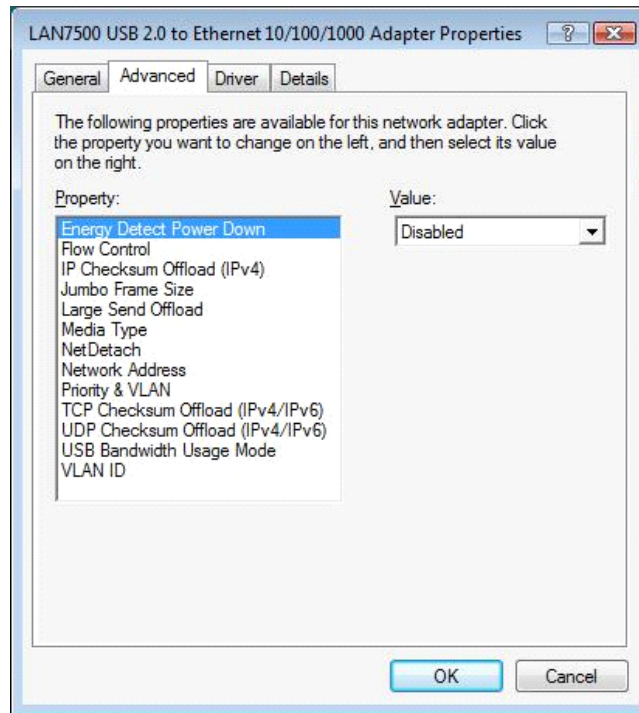 LAN7500 USB 2.0 to Ethernet 10/100/1000 Adapter Properties
General Advanced Driver Details
The following properties are available for this network adapter. Click
the property you want to change on the left, and then select its value
on the right.
Property:
Value:
Energy Detect Power Down
Disabled
Flow Control
IP Checksum Offload (IPv4)
Jumbo Frame Size
Large Send Offload
Media Type
NetDetach
Network Address
Priority & VLAN
TCP Checksum Offload (IPv4/IPv6)
UDP Checksum Offload (IPv4/IPv6)
USB Bandwidth Usage Mode
VLAN ID
OK
Cancel